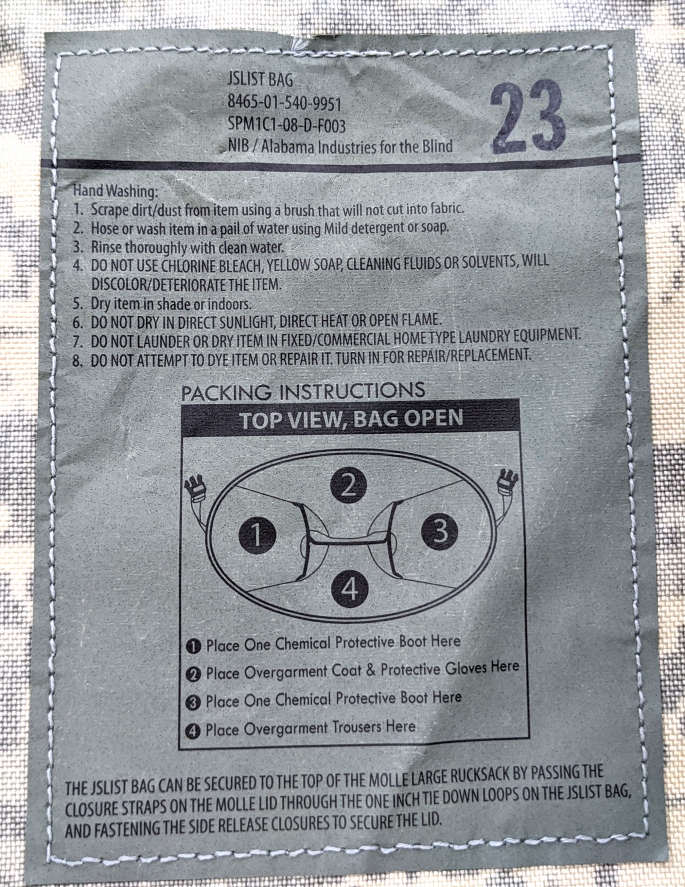 JSLIST BAG
8465-01-540-9951
SPM1C1-08-D-F003
NIB / Alabama Industries for the Blind
23
Hand Washing:
1. Scrape dirt/dust from item using a brush that will not cut into fabric.
2. Hose or wash item in a pail of water using Mild detergent or soap.
3. Rinse thoroughly with clean water.
4. DO NOT USE CHLORINE BLEACH, YELLOW SOAP, CLEANING FLUIDS OR SOLVENTS, WILL
DISCOLOR/DETERIORATE THE ITEM.
5. Dry item in shade or indoors.
6. DO NOT DRY IN DIRECT SUNLIGHT, DIRECT HEAT OR OPEN FLAME.
7. DO NOT LAUNDER OR DRY ITEM IN FIXED/COMMERCIAL HOME TYPE LAUNDRY EQUIPMENT.
8. DO NOT ATTEMPT TO DYE ITEM OR REPAIR IT. TURN IN FOR REPAIR/REPLACEMENT.
PACKING INSTRUCTIONS
TOP VIEW, BAG OPEN
2
1
3
4
1 Place One Chemical Protective Boot Here
2 Place Overgarment Coat & Protective Gloves Here
3 Place One Chemical Protective Boot Here
4 Place Overgarment Trousers Here
THE JSLIST BAG CAN BE SECURED TO THE TOP OF THE MOLLE LARGE RUCKSACK BY PASSING THE
CLOSURE STRAPS ON THE MOLLE LID THROUGH THE ONE INCH TIE DOWN LOOPS ON THE JSLIST BAG,
AND FASTENING THE SIDE RELEASE CLOSURES TO SECURE THE LID.